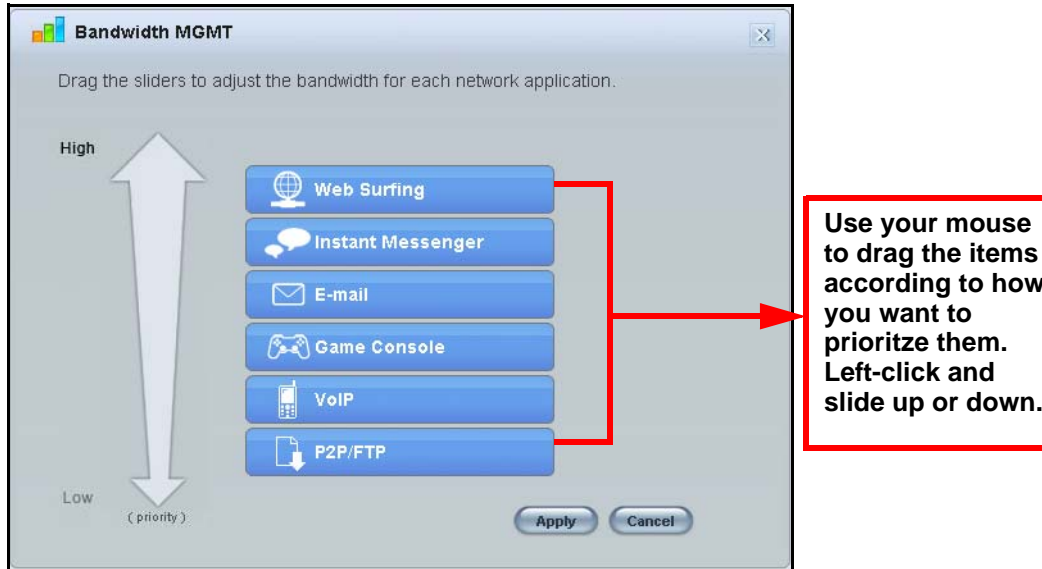 Bandwidth MGMT
Drag the sliders to adjust the bandwidth for each network application.
High
Web Surfing
Instant Messenger
E-mail
Game Console
VoIP
P2P/FTP
Low
( priority )
Apply
Cancel
Use your mouse
to drag the items
according to how
you want to
prioritze them.
Left-click and
slide up or down.